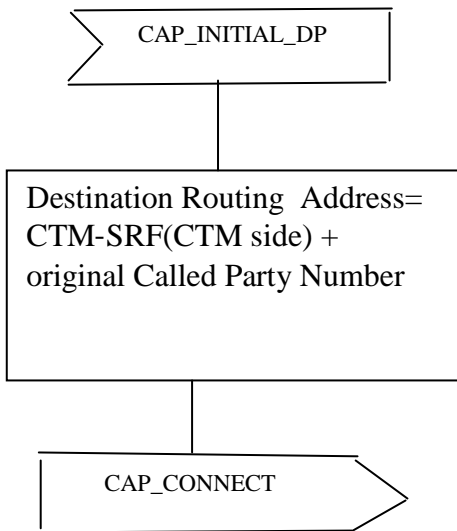 CAP_INITIAL_DP
Destination Routing  Address=
CTM-SRF(CTM side) +
original Called Party Number
CAP_CONNECT